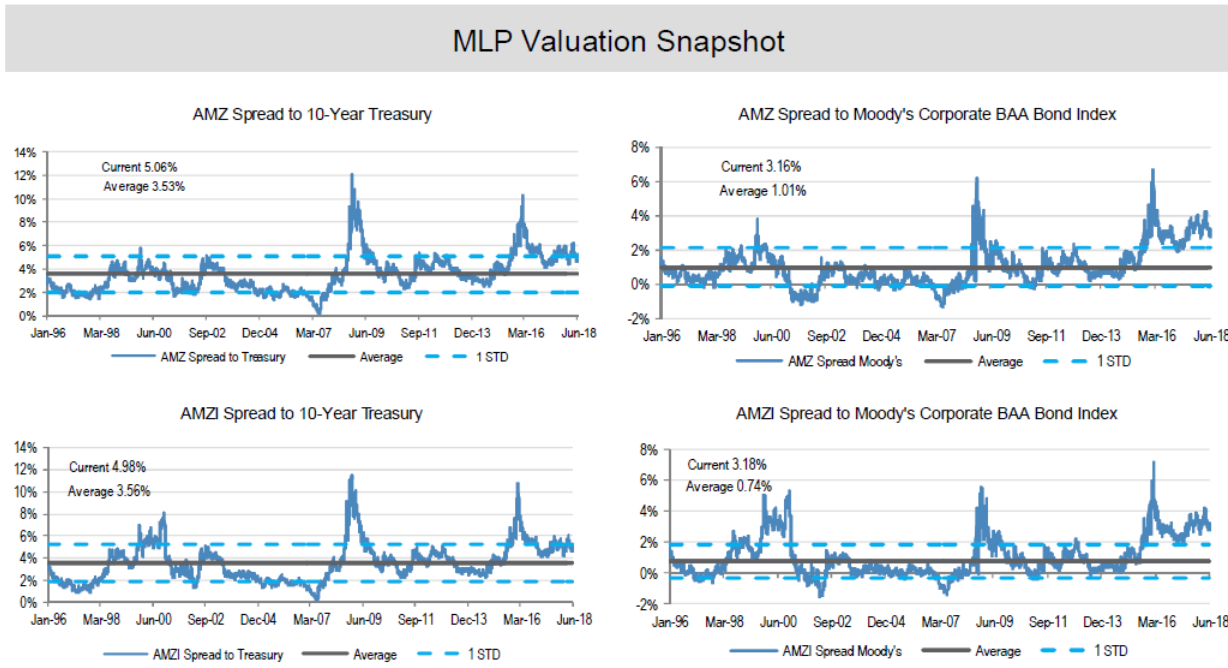 MLP Valuation Snapshot
AMZ Spread to 10-Year Treasury
14%
12%
10%
8%
6%
4%
2%
0%
Current 5.06%
Average 3.53%
Jan-96 Mar-98 Jun-00 Sep-02 Dec-04 Mar-07 Jun-09 Sep-11 Dec-13 Mar-16 Jun-18
AMZ Spread to Treasury Average 1 STD
AMZ Spread to Moody's Corporate BAA Bond Index
8%
6%
4%
2%
0%
-2%
Current 3.16%
Average 1.01%
Jan-96 Mar-98 Jun-00 Sep-02 Dec-04 Mar-07 Jun-09 Sep-11 Dec-13 Mar-16 Jun-18
AMZ Spread Moody's Average 1 STD
AMZI Spread to 10-Year Treasury
14%
12%
10%
8%
6%
4%
2%
0%
Current 4.98%
Average 3.56%
Jan-96 Mar-98 Jun-00 Sep-02 Dec-04 Mar-07 Jun-09 Sep-11 Dec-13 Mar-16 Jun-18
AMZI Spread to Treasury Average 1 STD
AMZI Spread to Moody's Corporate BAA Bond Index
8%
6%
4%
2%
0%
-2%
Current 3.18%
Average 0.74%
Jan-96 Mar-98 Jun-00 Sep-02 Dec-04 Mar-07 Jun-09 Sep-11 Dec-13 Mar-16 Jun-18
AMZI Spread Moody's Average 1 STD